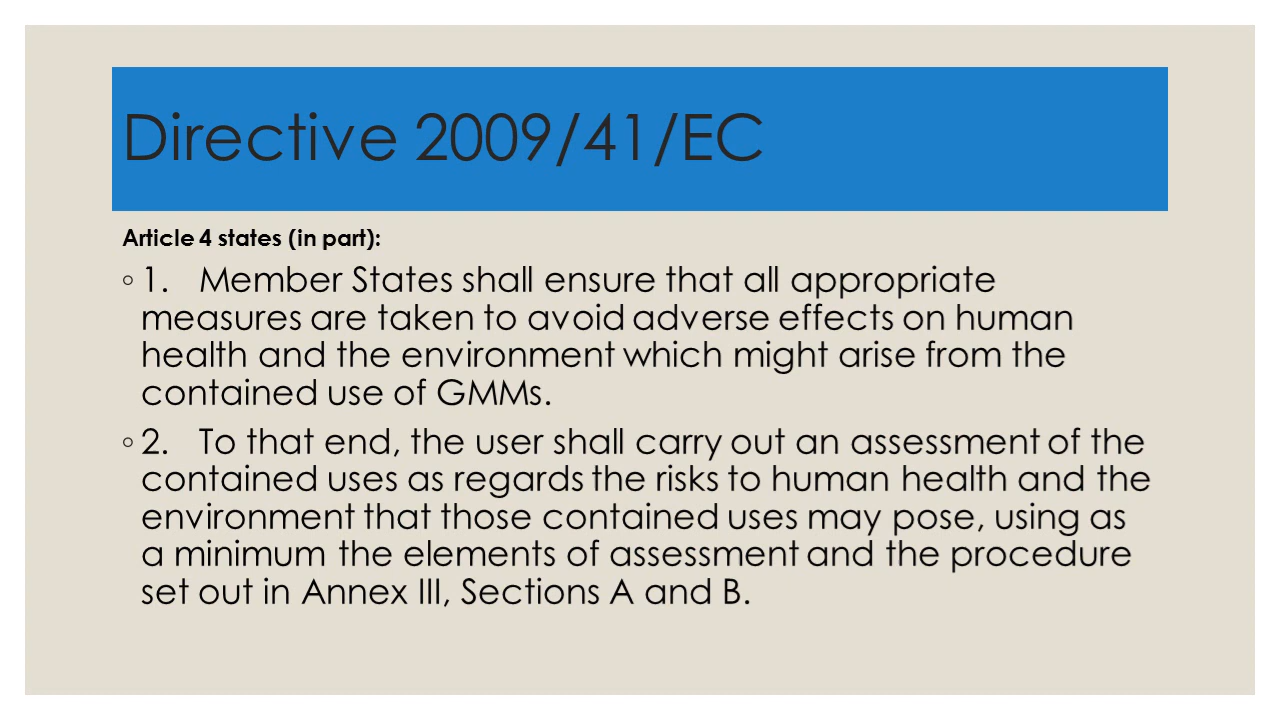 Directive 2009/41/EC
Article 4 states (in part):
◦ 1. Member States shall ensure that all appropriate
measures are taken to avoid adverse effects on human
health and the environment which might arise from the
contained use of GMMs.
◦ 2. To that end, the user shall carry out an assessment of the
contained uses as regards the risks to human health and the
environment that those contained uses may pose, using as
a minimum the elements of assessment and the procedure
set out in Annex III, Sections A and B.